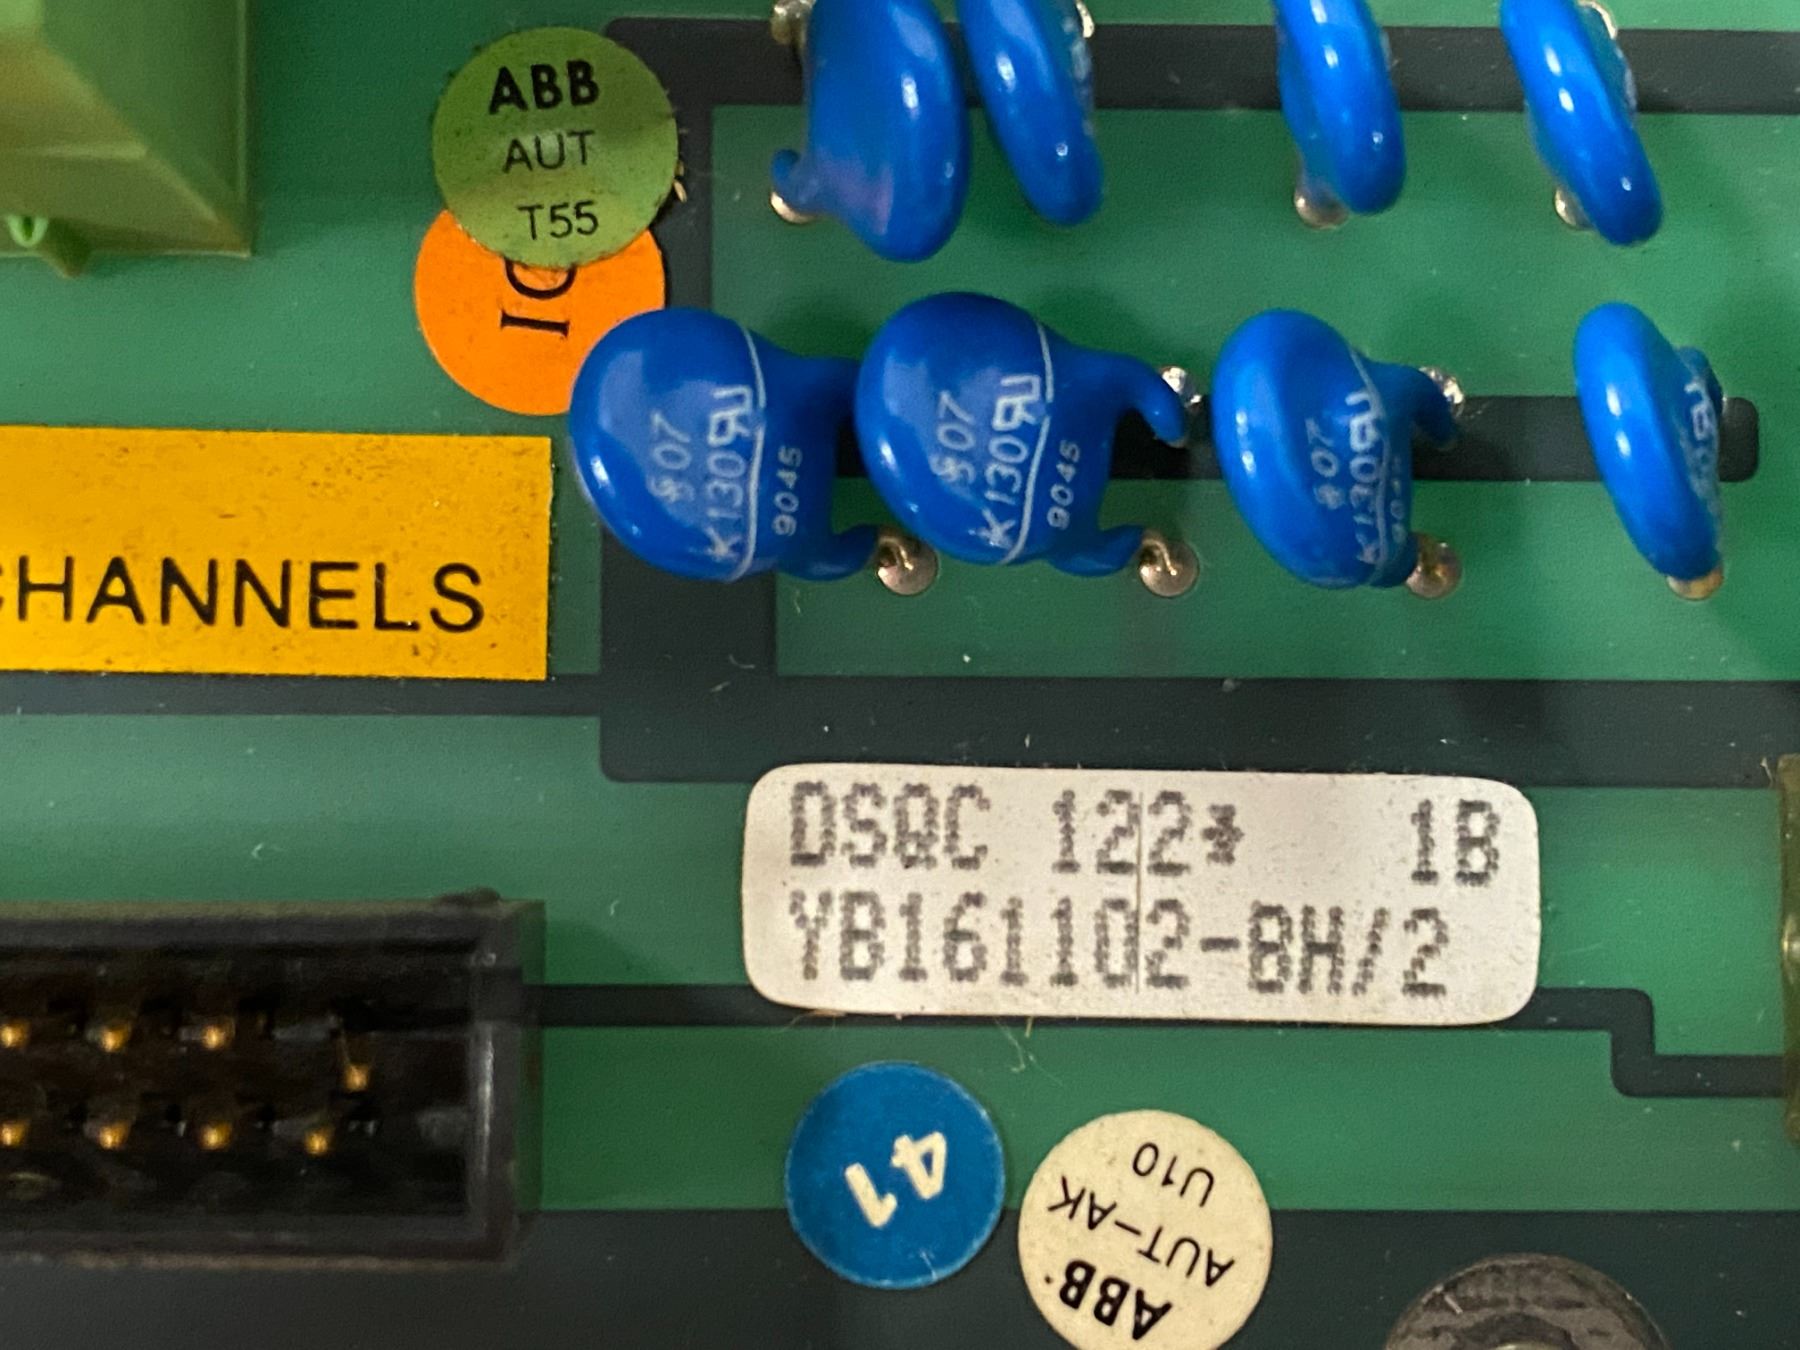 ABB
AUT
T55
IC
S07
K130
9045
S07
K130
9045
S07
K130
CHANNELS
DSQC 122* 1B
YB161102-BH/2
41
ABB
AUT-AK
U10